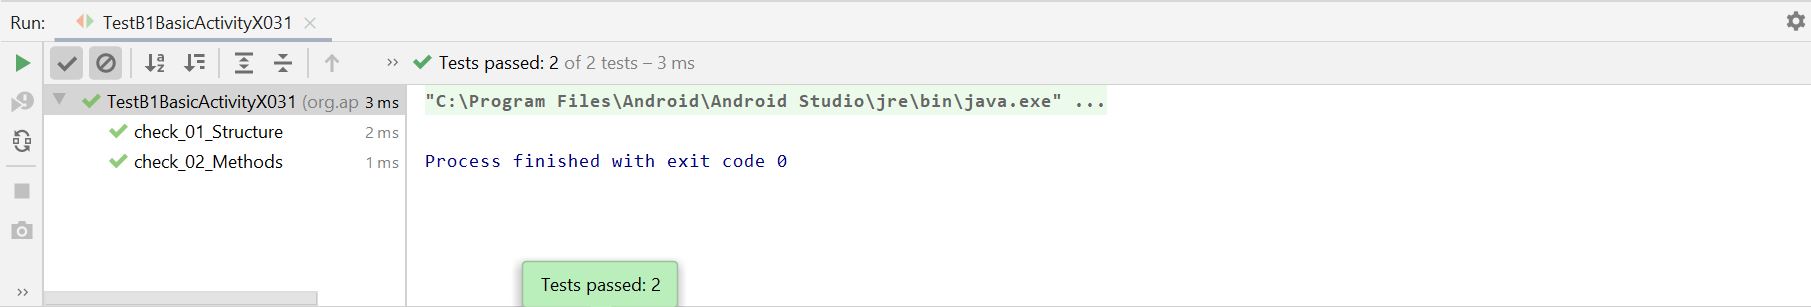 Run: TestB1BasicActivityX031
Tests passed: 2 of 2 tests – 3 ms
TestB1BasicActivityX031 (org.ap 3 ms
check_01_Structure 2 ms
check_02_Methods 1 ms
"C:\Program Files\Android\Android Studio\jre\bin\java.exe" ...
Process finished with exit code 0
Tests passed: 2